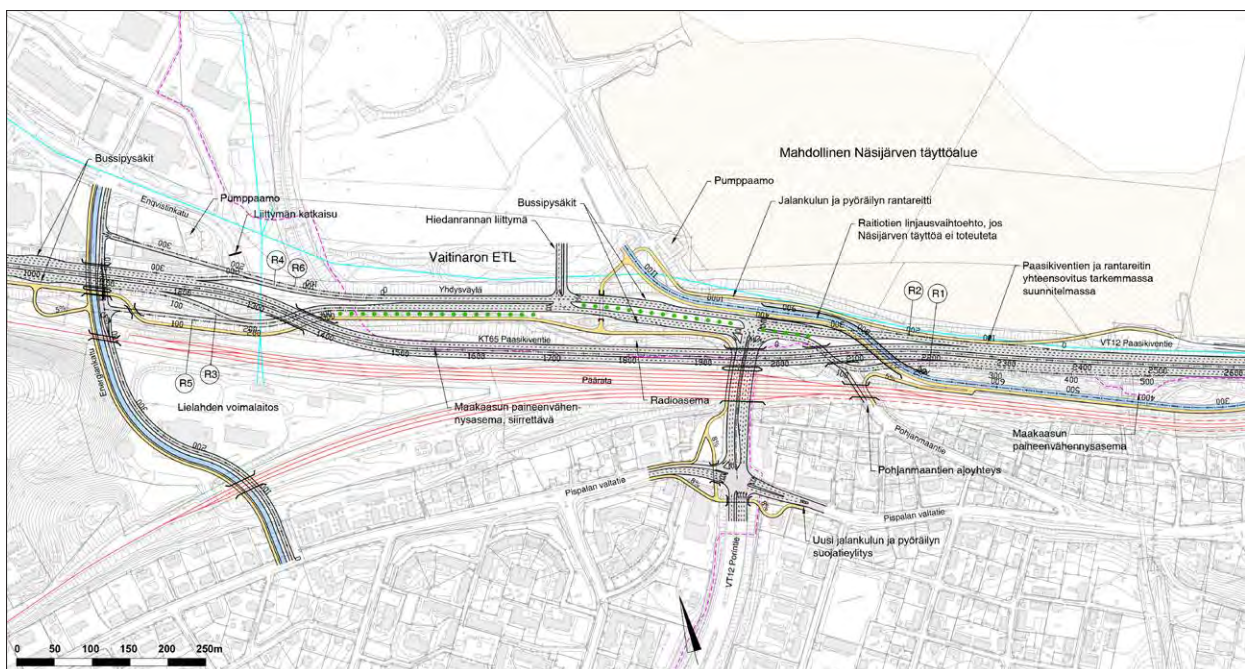 Mahdollinen Näsijärven täyttöalue
Bussipysäkit
Enqvistinkatu
Pumppaamo
Liittymän katkaisu
Bussipysäkit
Hiedanrannan liittymä
Pumppaamo
Jalankulun ja pyöräilyn rantareitti
Raitiotien linjausvaihtoehto, jos
Näsijärven täyttöä ei toteuteta
Vaitinaron ETL
R4
R6
Yhdysväylä
Paasikiventien ja rantareitin
yhteensovitus tarkemmassa
suunnitelmassa
R2
R1
KT65 Paasikiventie
VT12 Paasikiventie
R5
R3
Päärata
Energiakatu
Lielahden voimalaitos
Maakaasun paineenvähen-
nysasema, siirrettävä
Radioasema
Pohjanmaantie
Maakaasun
paineenvähennysasema
Pohjanmaantien ajoyhteys
Pispalan valtatie
Pispalan valtatie
Uusi jalankulun ja pyöräilyn
suojatieylitys
VT12 Porintie
0 50 100 150 200 250m